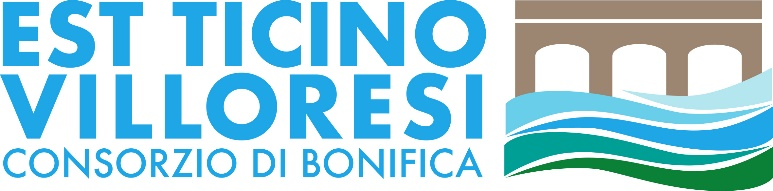 EST TICINO
VILLORESI
CONSORZIO DI BONIFICA